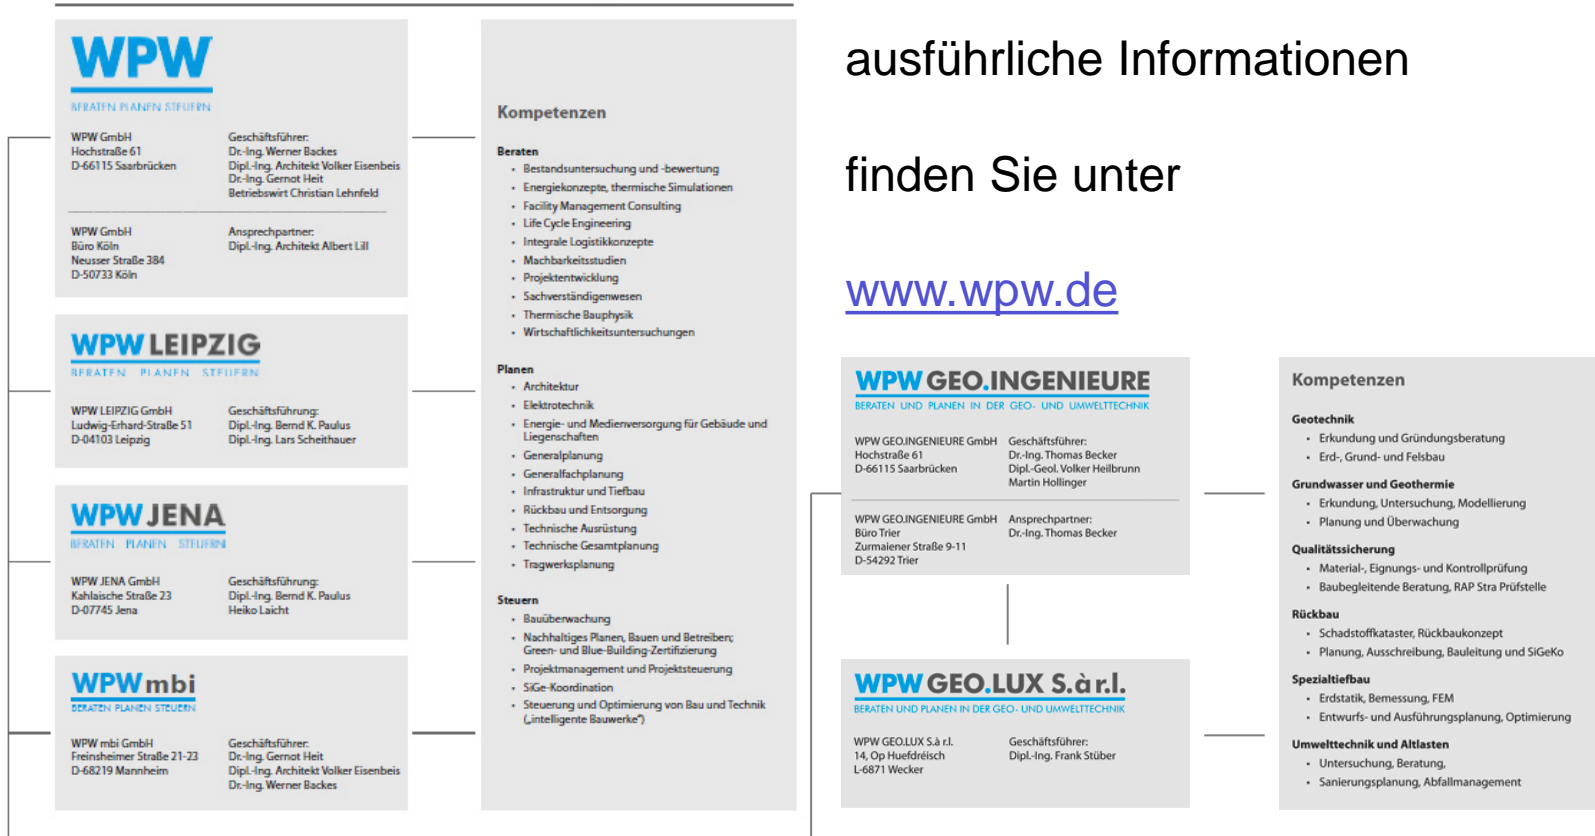 WPW
BERATEN PLANEN STEUERN
WPW GmbH
Hochstraße 61
D-66115 Saarbrücken
Geschäftsführer:
Dr.-Ing. Werner Backes
Dipl.-Ing. Architekt Volker Eisenbeis
Dr.-Ing. Gernot Heit
Betriebswirt Christian Lehnfeld
WPW GmbH
Büro Köln
Neusser Straße 384
D-50733 Köln
Ansprechpartner:
Dipl.-Ing. Architekt Albert Lill
WPW LEIPZIG
BERATEN PLANEN STEUERN
WPW LEIPZIG GmbH
Ludwig-Erhard-Straße 51
D-04103 Leipzig
Geschäftsführung:
Dipl.-Ing. Bernd K. Paulus
Dipl.-Ing. Lars Scheithauer
WPW JENA
BERATEN PLANEN STEUERN
WPW JENA GmbH
Kahlaische Straße 23
D-07745 Jena
Geschäftsführung:
Dipl.-Ing. Bernd K. Paulus
Heiko Laicht
WPW mbi
BERATEN PLANEN STEUERN
WPW mbi GmbH
Freinsheimer Straße 21-23
D-68219 Mannheim
Geschäftsführer:
Dr.-Ing. Gernot Heit
Dipl.-Ing. Architekt Volker Eisenbeis
Dr.-Ing. Werner Backes
Kompetenzen
Beraten
• Bestandsuntersuchung und -bewertung
• Energiekonzepte, thermische Simulationen
• Facility Management Consulting
• Life Cycle Engineering
• Integrale Logistikkonzepte
• Machbarkeitsstudien
• Projektentwicklung
• Sachverständigenwesen
• Thermische Bauphysik
• Wirtschaftlichkeitsuntersuchungen
Planen
• Architektur
• Elektrotechnik
• Energie- und Medienversorgung für Gebäude und
Liegenschaften
• Generalplanung
• Generalfachplanung
• Infrastruktur und Tiefbau
• Rückbau und Entsorgung
• Technische Ausrüstung
• Technische Gesamtplanung
• Tragwerksplanung
Steuern
• Bauüberwachung
• Nachhaltiges Planen, Bauen und Betreiben;
Green- und Blue-Building-Zertifizierung
• Projektmanagement und Projektsteuerung
• SiGe-Koordination
• Steuerung und Optimierung von Bau und Technik
(„intelligente Bauwerke")
ausführliche Informationen
finden Sie unter
www.wpw.de
WPW GEO.INGENIEURE
BERATEN UND PLANEN IN DER GEO- UND UMWELTTECHNIK
WPW GEO.INGENIEURE GmbH
Hochstraße 61
D-66115 Saarbrücken
Geschäftsführer:
Dr.-Ing. Thomas Becker
Dipl.-Geol. Volker Heilbrunn
Martin Hollinger
WPW GEO.INGENIEURE GmbH
Büro Trier
Zurmaiener Straße 9-11
D-54292 Trier
Ansprechpartner:
Dr.-Ing. Thomas Becker
WPW GEO.LUX S.àr.l.
BERATEN UND PLANEN IN DER GEO- UND UMWELTTECHNIK
WPW GEO.LUX S.à r.l.
14, Op Huefdréisch
L-6871 Wecker
Geschäftsführer:
Dipl.-Ing. Frank Stüber
Kompetenzen
Geotechnik
• Erkundung und Gründungsberatung
• Erd-, Grund- und Felsbau
Grundwasser und Geothermie
• Erkundung, Untersuchung, Modellierung
• Planung und Überwachung
Qualitätssicherung
• Material-, Eignungs- und Kontrollprüfung
• Baubegleitende Beratung, RAP Stra Prüfstelle
Rückbau
• Schadstoffkataster, Rückbaukonzept
• Planung, Ausschreibung, Bauleitung und SiGeKo
Spezialtiefbau
• Erdstatik, Bemessung, FEM
• Entwurfs- und Ausführungsplanung, Optimierung
Umwelttechnik und Altlasten
• Untersuchung, Beratung,
• Sanierungsplanung, Abfallmanagement